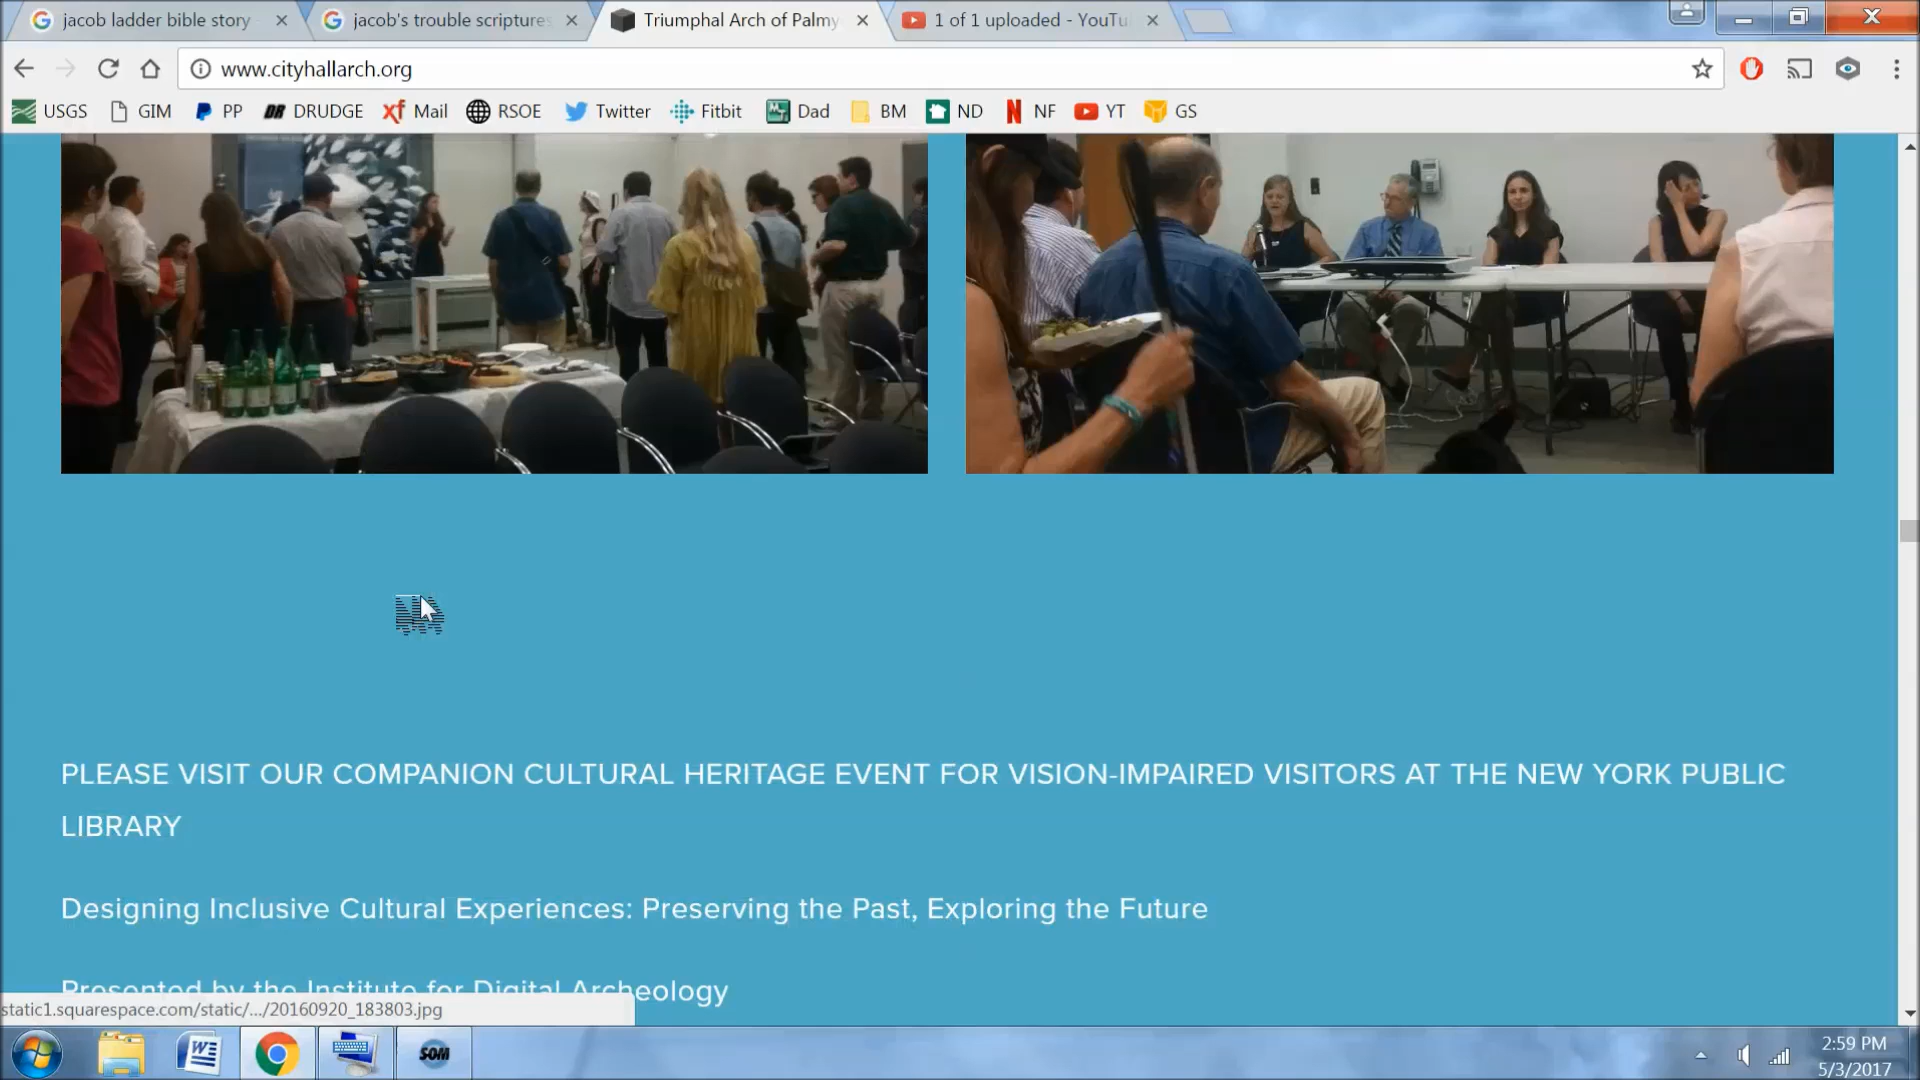 jacob ladder bible story
jacob's trouble scriptures
Triumphal Arch of Palmy
1 of 1 uploaded - YouTu
www.cityhallarch.org
USGS GIM PP DRUDGE Mail RSOE Twitter Fitbit Dad BM ND NF YT GS
PLEASE VISIT OUR COMPANION CULTURAL HERITAGE EVENT FOR VISION-IMPAIRED VISITORS AT THE NEW YORK PUBLIC
LIBRARY
Designing Inclusive Cultural Experiences: Preserving the Past, Exploring the Future
Presented by the Institute for Digital Archeology
static1.squarespace.com/static/.../20160920_183803.jpg
SOM
2:59 PM
5/3/2017